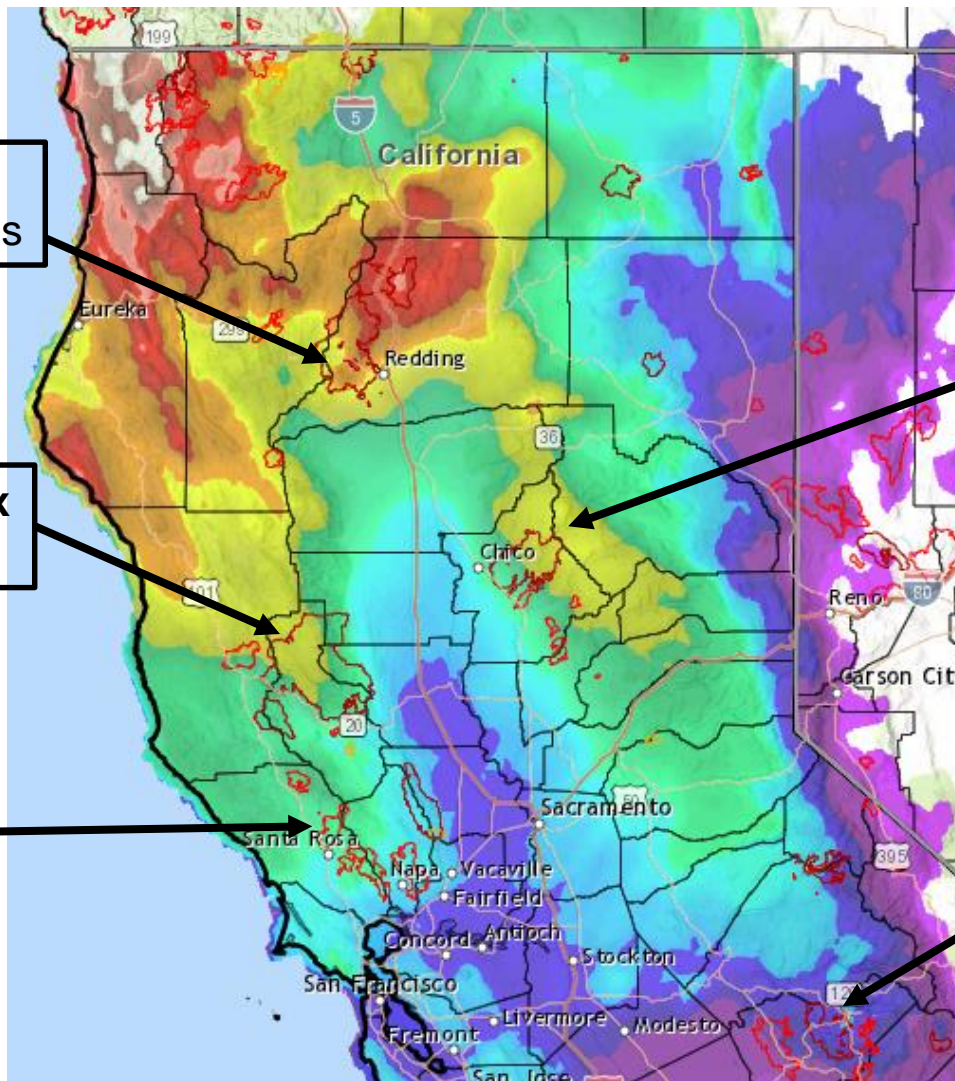 199
5
California
s
Eureka
299
Redding
36
x
Chico
101
Reno
80
Carson Cit
20
Sacramento
50
Santa Rosa
395
Napa
Vacaville
Fairfield
Concord
Antioch
Stockton
San Francisco
12
Livermore
Modesto
Fremont
San Jose